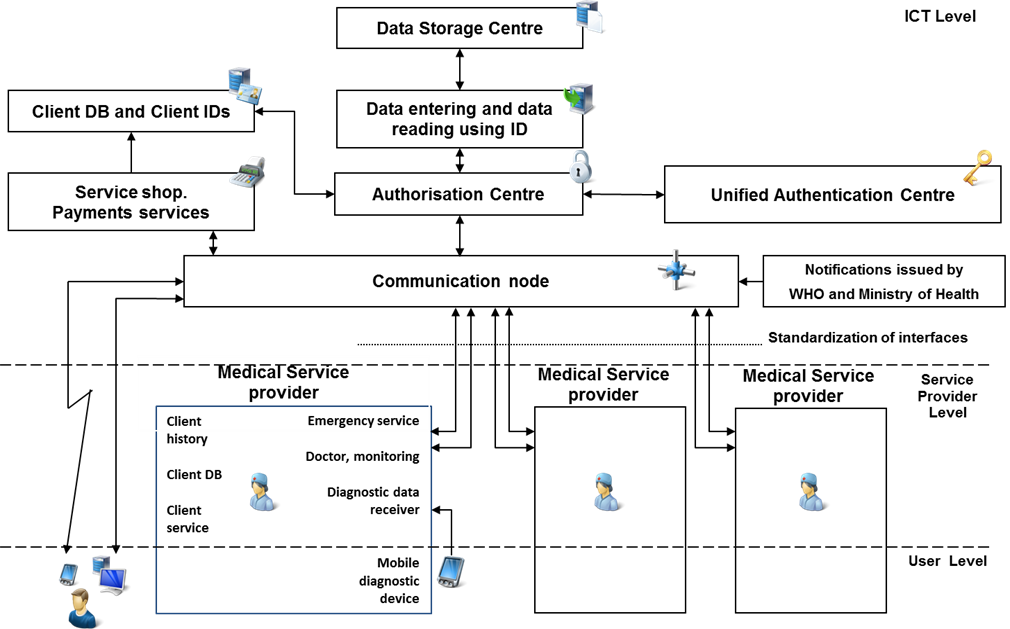 ICT Level
Data Storage Centre
Client DB and Client IDs
Data entering and data
reading using ID
Service shop.
Payments services
Authorisation Centre
Unified Authentication Centre
Communication node
Notifications issued by
WHO and Ministry of Health
Standardization of interfaces
Service
Provider
Level
Medical Service
provider
Medical Service
provider
Medical Service
provider
Client
history
Emergency service
Doctor, monitoring
Client DB
Diagnostic data
receiver
Client
service
User Level
Mobile
diagnostic
device